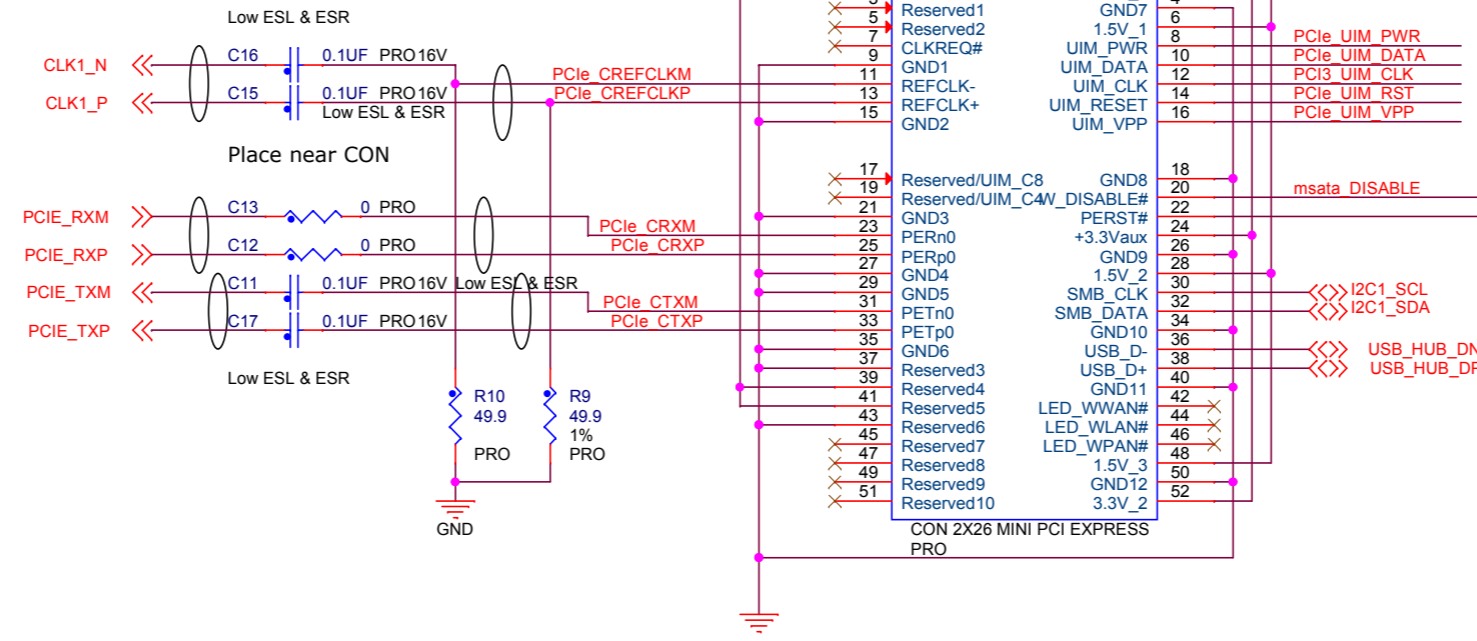 Low ESL & ESR
CLK1_N
C16
0.1UF PRO 16V
CLK1_P
C15
0.1UF PRO 16V
Low ESL & ESR
Place near CON
PCIe_CREFCLKM
PCIe_CREFCLKP
PCIE_RXM
C13
0 PRO
PCIE_RXP
C12
0 PRO
PCIe_CRXM
PCIe_CRXP
PCIE_TXM
C11
0.1UF PRO 16V
Low ESL & ESR
PCIE_TXP
C17
0.1UF PRO 16V
PCIe_CTXM
PCIe_CTXP
Low ESL & ESR
R10
49.9
PRO
R9
49.9
1%
PRO
GND
Reserved1
5 Reserved2
7 CLKREQ#
9 GND1
11 REFCLK-
13 REFCLK+
15 GND2
17 Reserved/UIM_C8
19 Reserved/UIM_C4
21 GND3
23 PERn0
25 PERp0
27 GND4
29 GND5
31 PETn0
33 PETp0
35 GND6
37 Reserved3
39 Reserved4
41 Reserved5
43 Reserved6
45 Reserved7
47 Reserved8
49 Reserved9
51 Reserved10
GND7
1.5V_1 6
UIM_PWR 8 PCIe_UIM_PWR
UIM_DATA 10 PCIe_UIM_DATA
UIM_CLK 12 PCI3_UIM_CLK
UIM_RESET 14 PCIe_UIM_RST
UIM_VPP 16 PCIe_UIM_VPP
GND8 18
W_DISABLE# 20 msata_DISABLE
PERST# 22
+3.3Vaux 24
GND9 26
1.5V_2 28
SMB_CLK 30 I2C1_SCL
SMB_DATA 32 I2C1_SDA
GND10 34
USB_D- 36 USB_HUB_DN
USB_D+ 38
GND11 40
LED_WWAN# 42
LED_WLAN# 44
LED_WPAN# 46
1.5V_3 48
GND12 50
3.3V_2 52
CON 2X26 MINI PCI EXPRESS
PRO